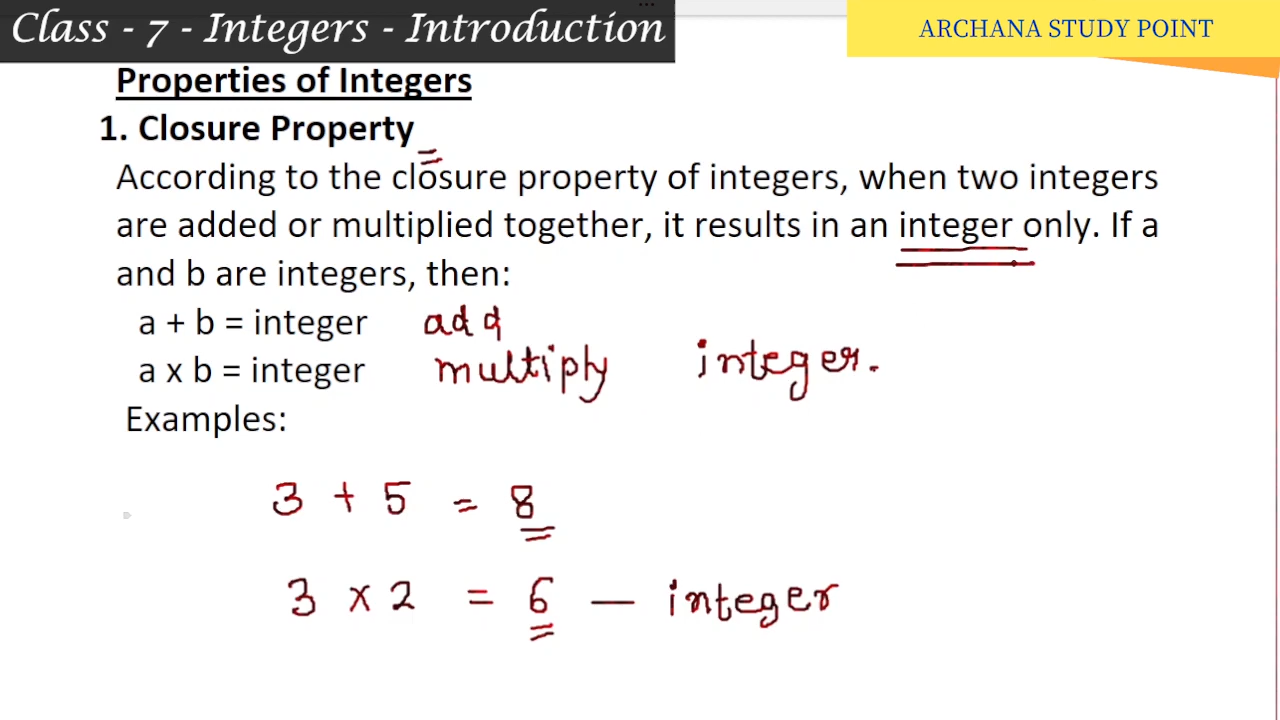 Class - 7 - Integers - Introduction
ARCHANA STUDY POINT
Properties of Integers
1. Closure Property
According to the closure property of integers, when two integers
are added or multiplied together, it results in an integer only. If a
and b are integers, then:
a + b = integer add
a x b = integer multiply integer.
Examples:
3 + 5 = 8
3 x 2 = 6 — integer